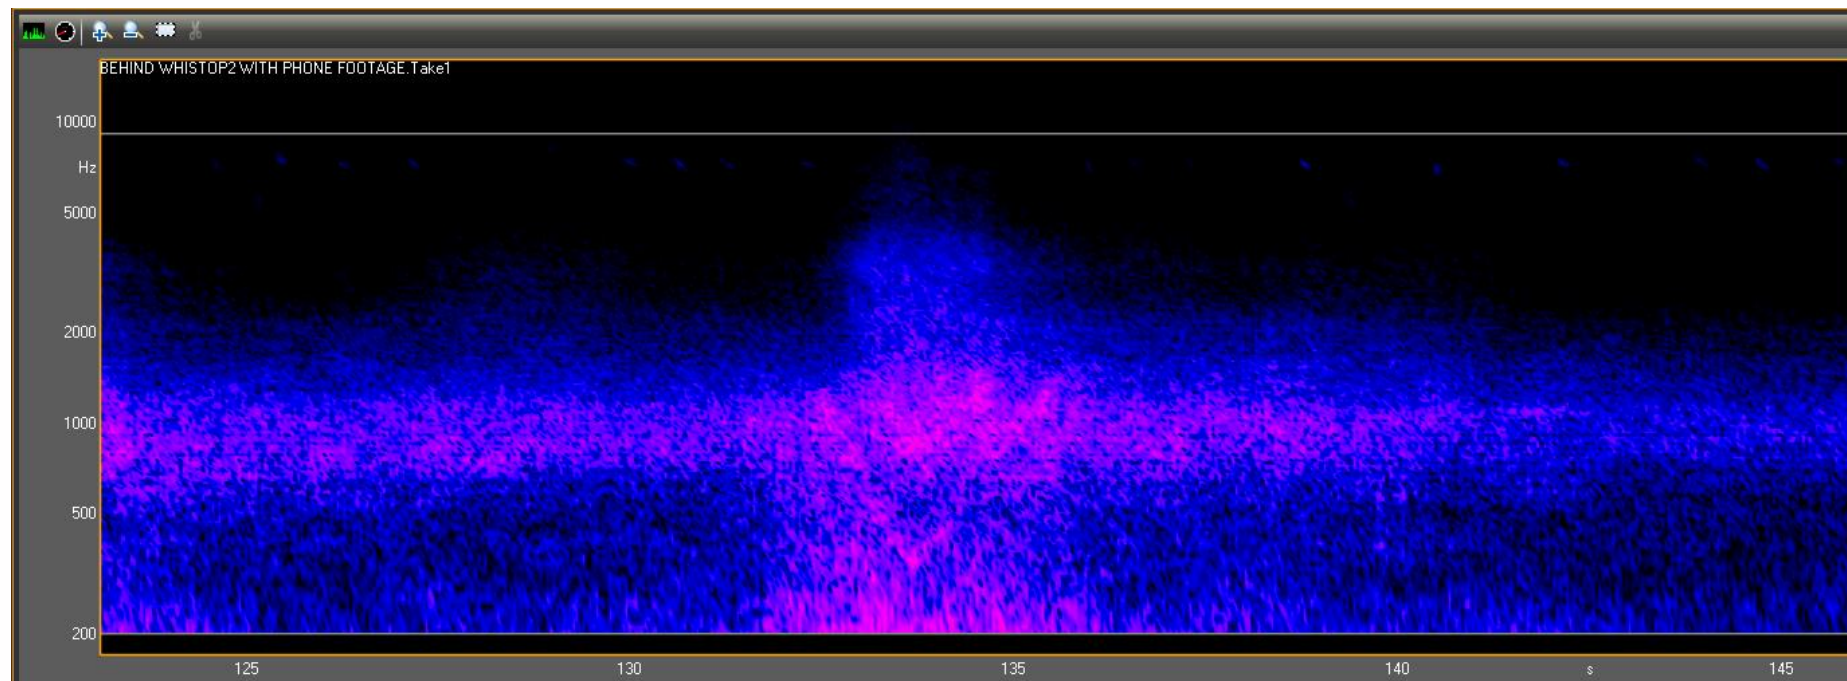 BEHIND WHISTOP2 WITH PHONE FOOTAGE.Take1
10000
Hz
5000
2000
1000
500
200
125 130 135 140 s 145